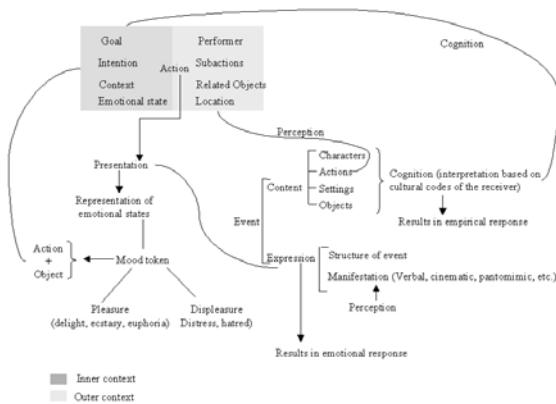 Goal
Performer
Cognition
Intention
Action
Subactions
Context
Related Objects
Emotional state
Location
Perception
Presentation
Characters
Content
Actions
Settings
Objects
Cognition (interpretation based on
cultural codes of the receiver)
Representation of
emotional states
Results in empirical response
Event
Action
+
Object
Mood token
Expression
Structure of event
Manifestation (Verbal, cinematic, pantomimic, etc.)
Perception
Pleasure
(delight, ecstasy, euphoria)
Displeasure
Distress, hatred)
Results in emotional response
Inner context
Outer context